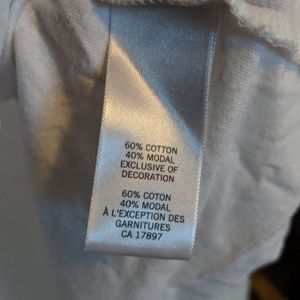 60% COTTON
40% MODAL
EXCLUSIVE OF
DECORATION
60% COTON
40% MODAL
À L'EXCEPTION DES
GARNITURES
CA 17897